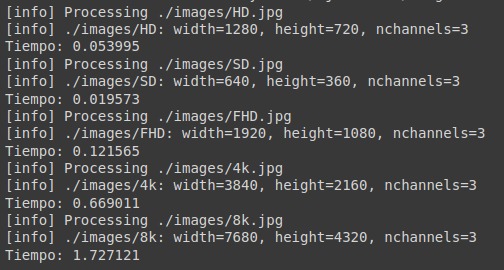 [info] Processing ./images/HD.jpg
[info] ./images/HD: width=1280, height=720, nchannels=3
Tiempo: 0.053995
[info] Processing ./images/SD.jpg
[info] ./images/SD: width=640, height=360, nchannels=3
Tiempo: 0.019573
[info] Processing ./images/FHD.jpg
[info] ./images/FHD: width=1920, height=1080, nchannels=3
Tiempo: 0.121565
[info] Processing ./images/4k.jpg
[info] ./images/4k: width=3840, height=2160, nchannels=3
Tiempo: 0.669011
[info] Processing ./images/8k.jpg
[info] ./images/8k: width=7680, height=4320, nchannels=3
Tiempo: 1.727121